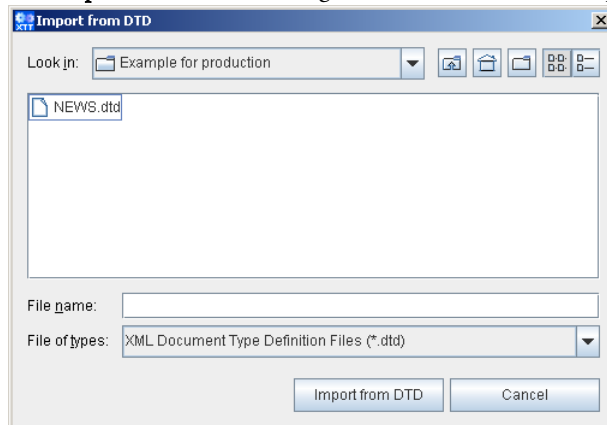 XTT Import from DTD
Look in: Example for production
NEWS.dtd
File name:
File of types: XML Document Type Definition Files (*.dtd)
Import from DTD Cancel